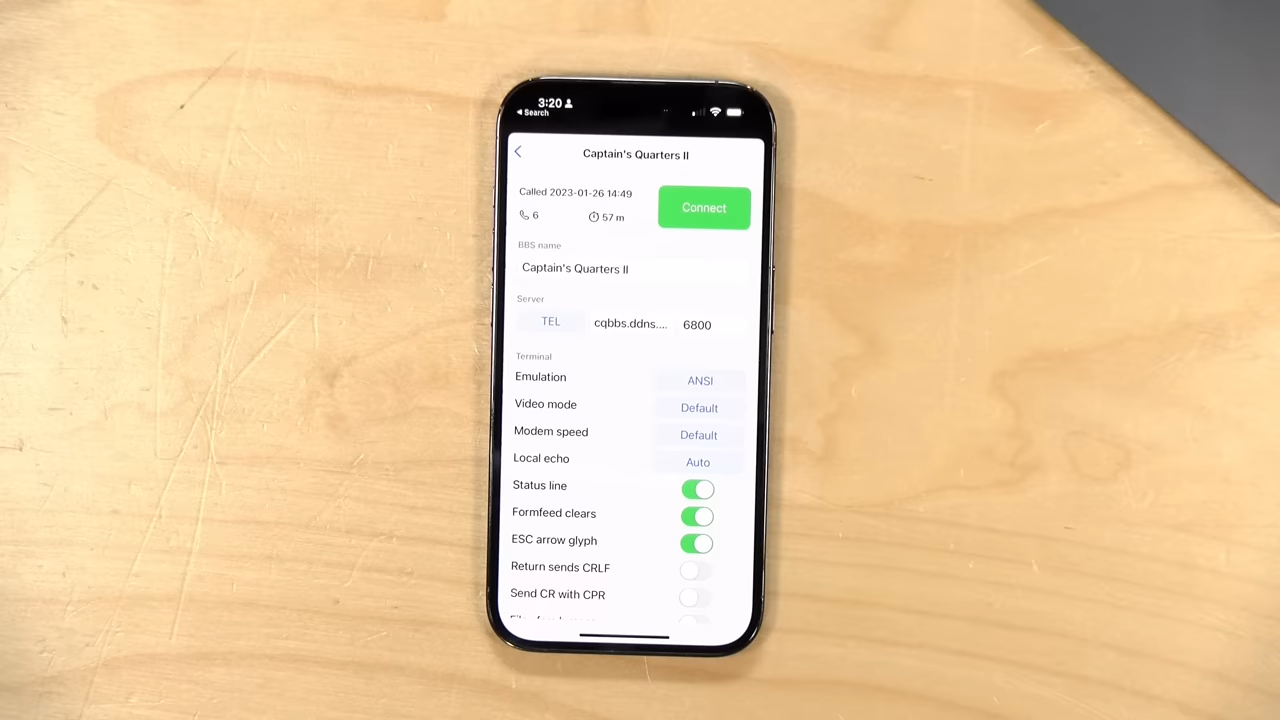 3:20
Search
Captain's Quarters II
Called 2023-01-26 14:49
Connect
6
57 m
BBS name
Captain's Quarters II
Server
TEL cqbbs.ddns.... 6800
Terminal
Emulation ANSI
Video mode Default
Modem speed Default
Local echo Auto
Status line
Formfeed clears
ESC arrow glyph
Return sends CRLF
Send CR with CPR